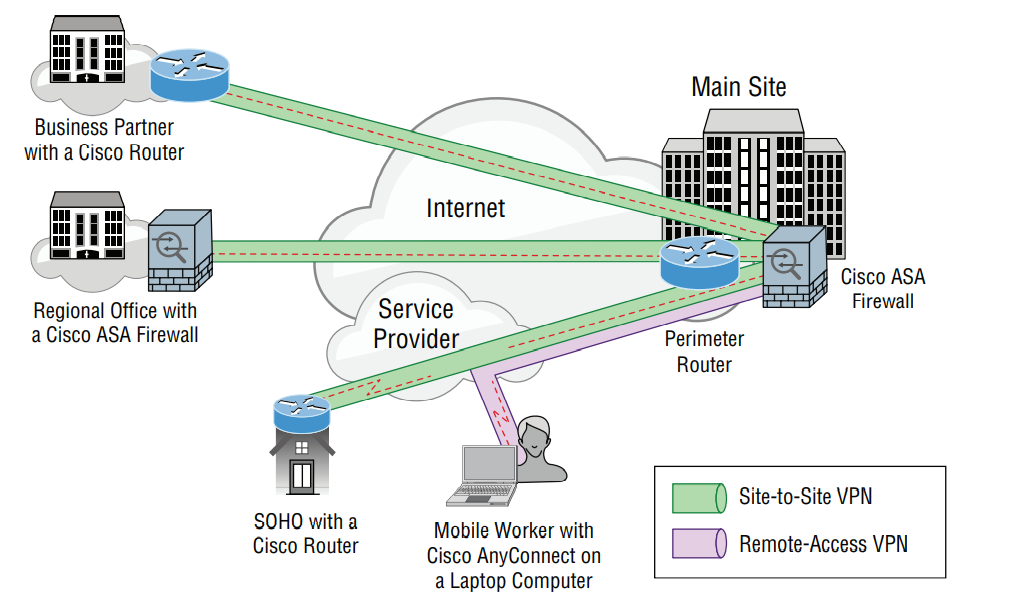 Main Site
Business Partner
with a Cisco Router
Internet
Regional Office with
a Cisco ASA Firewall
Cisco ASA
Firewall
Service
Provider
Perimeter
Router
SOHO with a
Cisco Router
Mobile Worker with
Cisco AnyConnect on
a Laptop Computer
Site-to-Site VPN
Remote-Access VPN